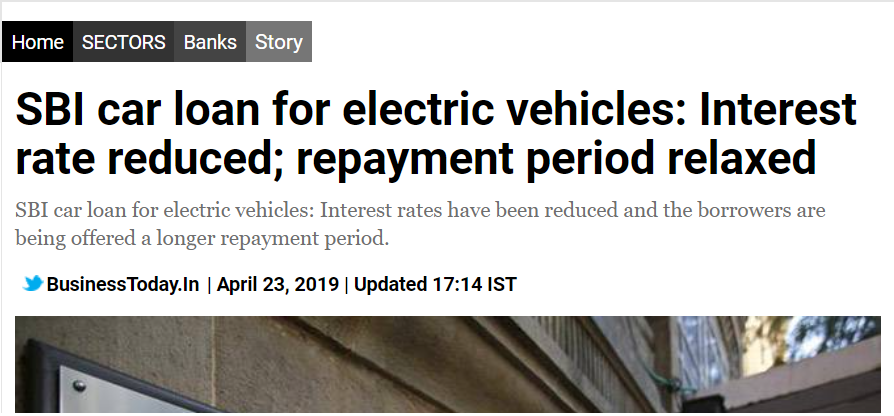 Home SECTORS Banks Story
SBI car loan for electric vehicles: Interest
rate reduced; repayment period relaxed
SBI car loan for electric vehicles: Interest rates have been reduced and the borrowers are
being offered a longer repayment period.
BusinessToday.In | April 23, 2019 | Updated 17:14 IST